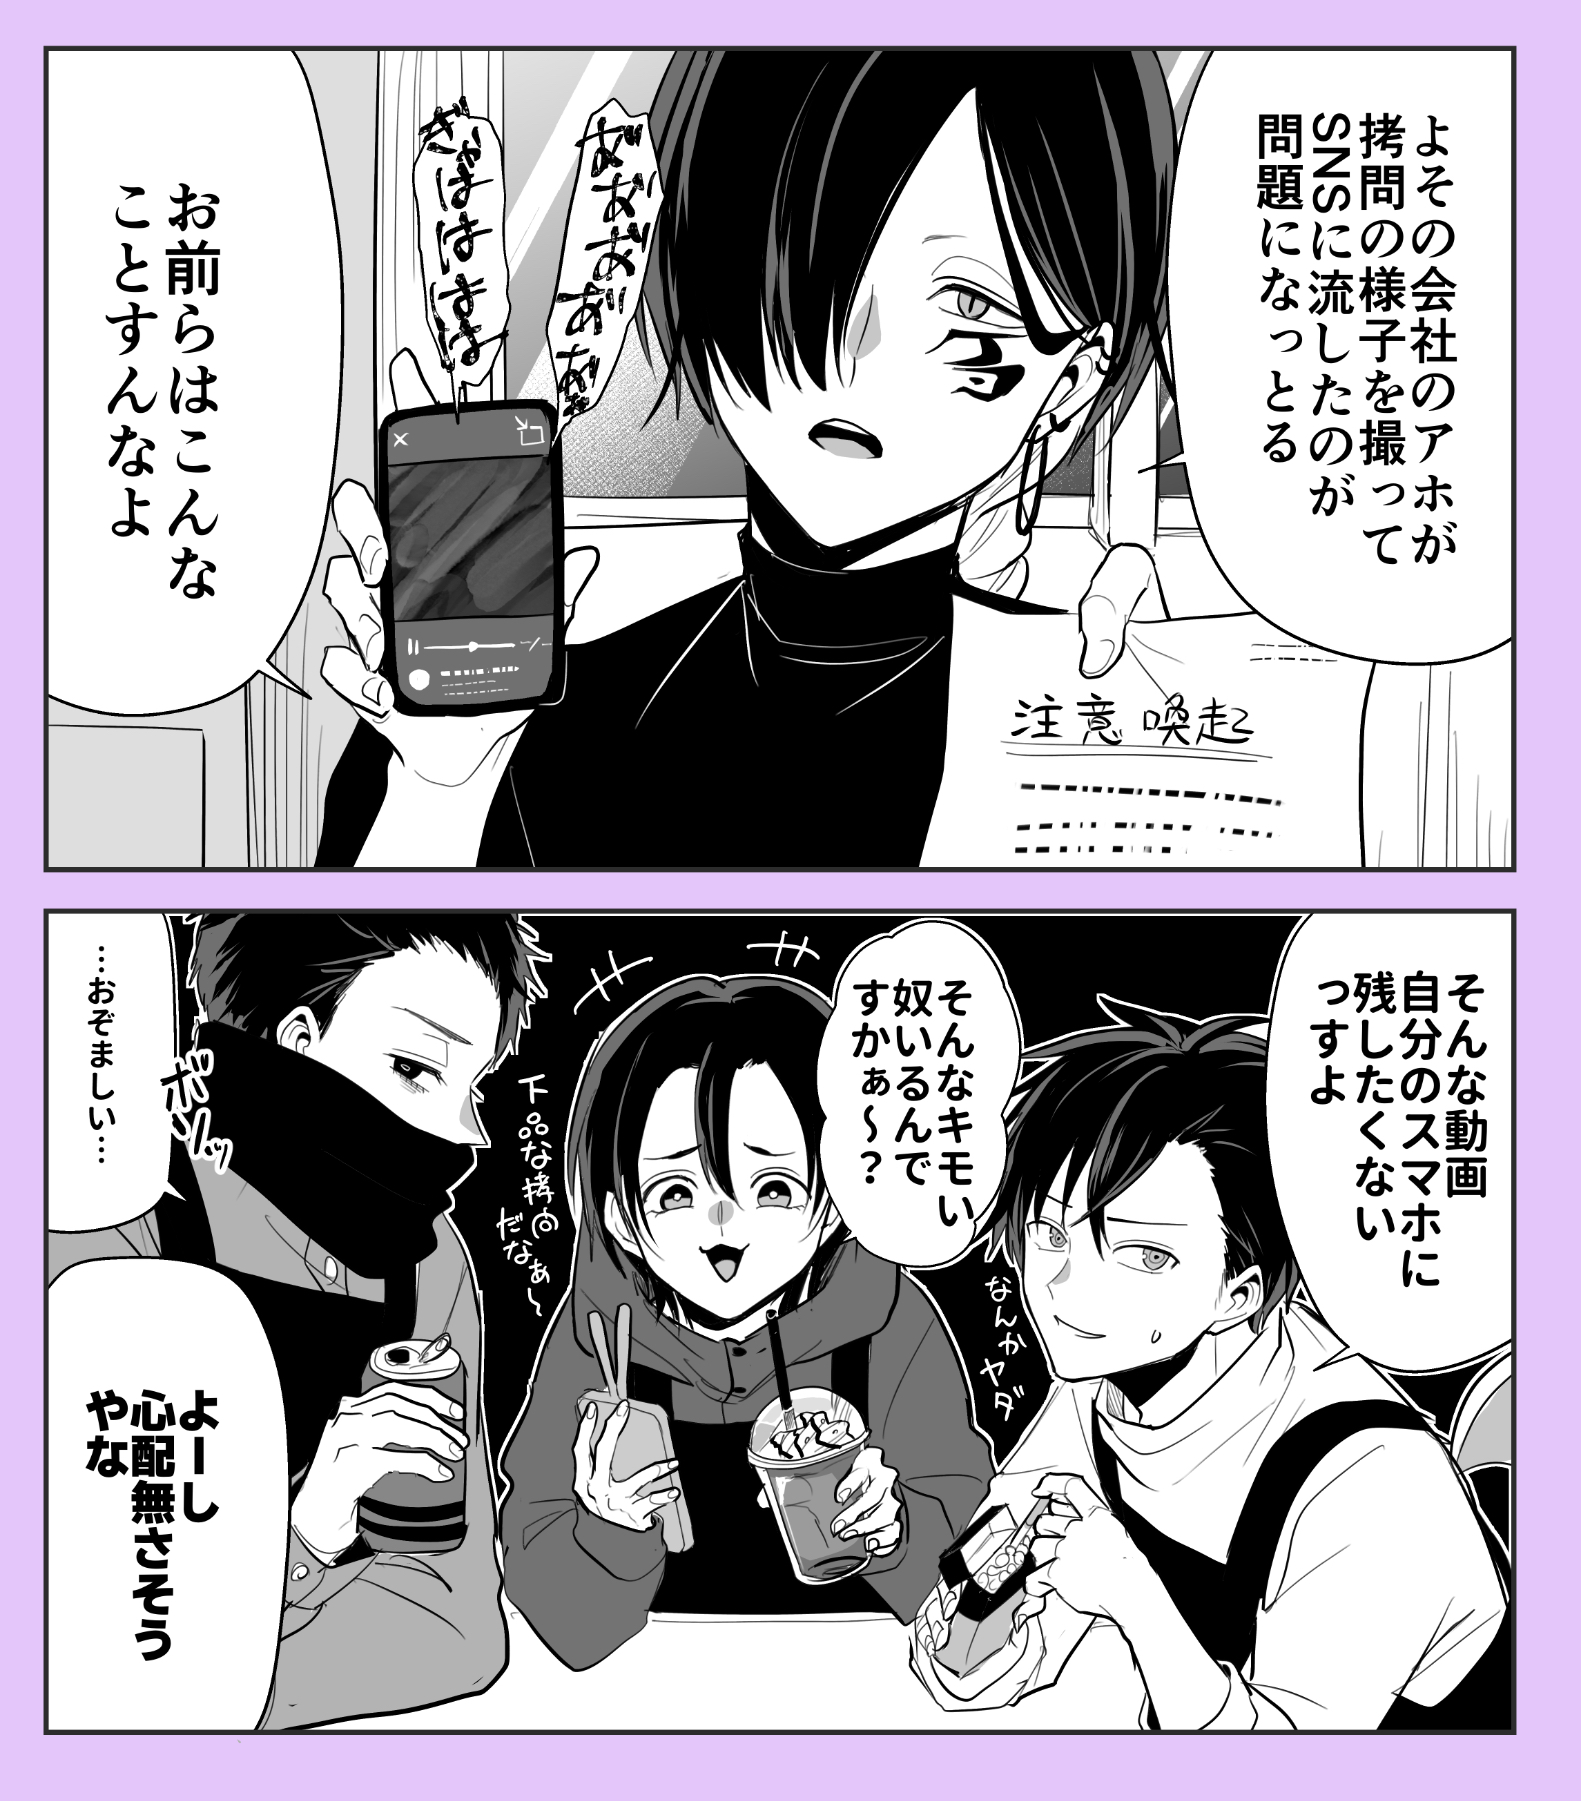 よその会社のアホが
拷問の様子を撮って
SNSに流したのが
問題になっとる
あ゛あ゛あ゛あ゛あ゛あ゛
ぎゃはははは
注意喚起
お前らはこんな
ことすんなよ
そんな動画
自分のスマホに
残したくない
っすよ
なんかヤダ
そんなキモい
奴いるんで
すかぁ～？
下品な拷問
だなぁ～
…おぞましい…
ボソッ
よーし
心配無さそう
やな